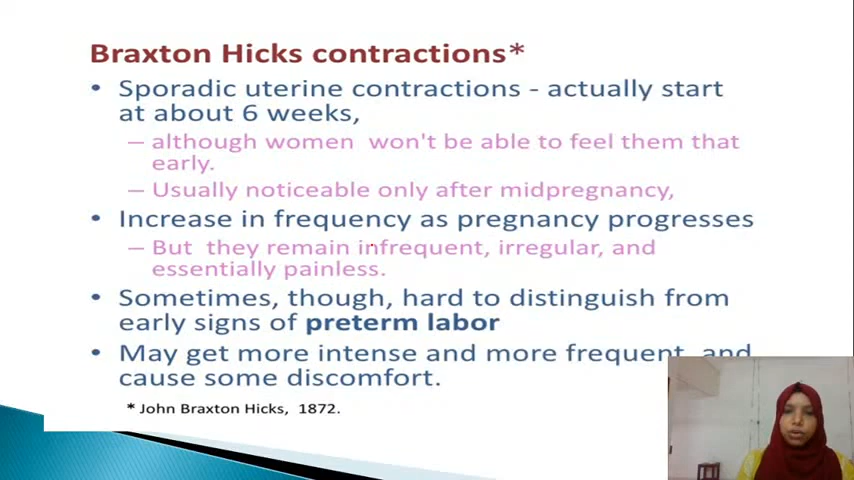 Braxton Hicks contractions*
• Sporadic uterine contractions - actually start
at about 6 weeks,
– although women won't be able to feel them that
early.
– Usually noticeable only after midpregnancy,
• Increase in frequency as pregnancy progresses
– But they remain infrequent, irregular, and
essentially painless.
• Sometimes, though, hard to distinguish from
early signs of preterm labor
• May get more intense and more frequent, and
cause some discomfort.
* John Braxton Hicks, 1872.